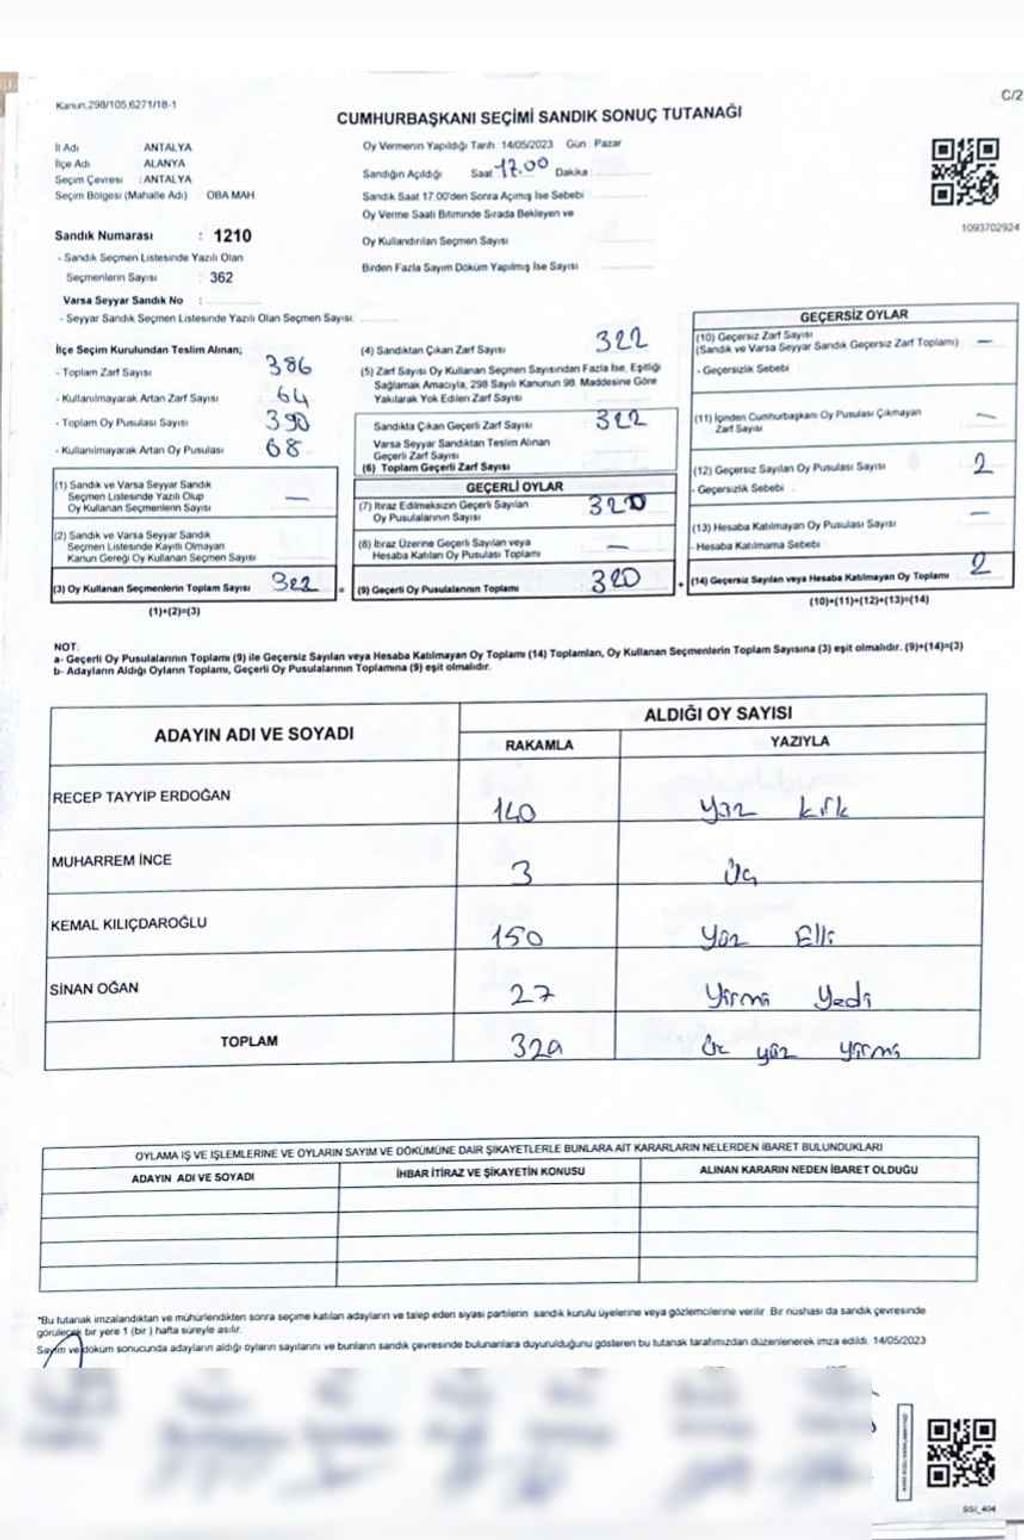 Kanun:298/105,6271/18-1
C/2
CUMHURBAŞKANI SEÇİMİ SANDIK SONUÇ TUTANAĞI
İl Adı ANTALYA
İlçe Adı ALANYA
Seçim Çevresi : ANTALYA
Seçim Bölgesi (Mahalle Adı) OBA MAH
Sandık Numarası : 1210
- Sandık Seçmen Listesinde Yazılı Olan
Seçmenlerin Sayısı : 362
Varsa Seyyar Sandık No :
- Seyyar Sandık Seçmen Listesinde Yazılı Olan Seçmen Sayısı:
Oy Vermenin Yapıldığı Tarih: 14/05/2023 Gün : Pazar
Sandığın Açıldığı Saat 17.00 Dakika
Sandık Saat 17.00'den Sonra Açımış İse Sebebi
Oy Verme Saati Bitiminde Sırada Bekleyen ve
Oy Kullandırılan Seçmen Sayısı
Birden Fazla Sayım Döküm Yapılmış İse Sayısı
1093702924
İlçe Seçim Kurulundan Teslim Alınan;
- Toplam Zarf Sayısı 386
- Kullanılmayarak Artan Zarf Sayısı 64
- Toplam Oy Pusulası Sayısı 390
- Kullanılmayarak Artan Oy Pusulası 68
(1) Sandık ve Varsa Seyyar Sandık
Seçmen Listesinde Yazılı Olup
Oy Kullanan Seçmenlerin Sayısı —
(2) Sandık ve Varsa Seyyar Sandık
Seçmen Listesinde Kayıtlı Olmayan
Kanun Gereği Oy Kullanan Seçmen Sayısı
(3) Oy Kullanan Seçmenlerin Toplam Sayısı 322 =
(1)+(2)=(3)
(4) Sandıktan Çıkan Zarf Sayısı 322
(5) Zarf Sayısı Oy Kullanan Seçmen Sayısından Fazla İse, Eşitliği
Sağlamak Amacıyla, 298 Sayılı Kanunun 98. Maddesine Göre
Yakılarak Yok Edilen Zarf Sayısı
Sandıkta Çıkan Geçerli Zarf Sayısı 322
Varsa Seyyar Sandıktan Teslim Alınan
Geçerli Zarf Sayısı
(6) Toplam Geçerli Zarf Sayısı
GEÇERLİ OYLAR
(7) İtiraz Edilmeksizin Geçerli Sayılan
Oy Pusulalarının Sayısı 320
(8) İtiraz Üzerine Geçerli Sayılan veya
Hesaba Katılan Oy Pusulası Toplamı —
(9) Geçerli Oy Pusulalarının Toplamı 320 +
GEÇERSİZ OYLAR
(10) Geçersiz Zarf Sayısı
(Sandık ve Varsa Seyyar Sandık Geçersiz Zarf Toplamı) —
- Geçersizlik Sebebi
(11) İçinden Cumhurbaşkanı Oy Pusulası Çıkmayan
Zarf Sayısı —
(12) Geçersiz Sayılan Oy Pusulası Sayısı 2
- Geçersizlik Sebebi
(13) Hesaba Katılmayan Oy Pusulası Sayısı —
- Hesaba Katılmama Sebebi
(14) Geçersiz Sayılan veya Hesaba Katılmayan Oy Toplamı 2
(10)+(11)+(12)+(13)=(14)
NOT:
a- Geçerli Oy Pusulalarının Toplamı (9) ile Geçersiz Sayılan veya Hesaba Katılmayan Oy Toplamı (14) Toplamları, Oy Kullanan Seçmenlerin Toplam Sayısına (3) eşit olmalıdır. (9)+(14)=(3)
b- Adayların Aldığı Oyların Toplamı, Geçerli Oy Pusulalarının Toplamına (9) eşit olmalıdır.
ADAYIN ADI VE SOYADI ALDIĞI OY SAYISI
RAKAMLA YAZIYLA
RECEP TAYYİP ERDOĞAN 140 yüz kırk
MUHARREM İNCE 3 üç
KEMAL KILIÇDAROĞLU 150 yüz Elli
SİNAN OĞAN 27 yirmi yedi
TOPLAM 320 üç yüz yirmi
OYLAMA İŞ VE İŞLEMLERİNE VE OYLARIN SAYIM VE DÖKÜMÜNE DAİR ŞİKAYETLERLE BUNLARA AİT KARARLARIN NELERDEN İBARET BULUNDUKLARI
ADAYIN ADI VE SOYADI İHBAR İTİRAZ VE ŞİKAYETİN KONUSU ALINAN KARARIN NEDEN İBARET OLDUĞU
*Bu tutanak imzalandıktan ve mühürlendikten sonra seçime katılan adayların ve talep eden siyasi partilerin sandık kurulu üyelerine veya gözlemcilerine verilir. Bir nüshası da sandık çevresinde
görülecek bir yere 1 (bir ) hafta süreyle asılır.
Sayım ve döküm sonucunda adayların aldığı oyların sayılarını ve bunların sandık çevresinde bulunanlara duyurulduğunu gösteren bu tutanak tarafımızdan düzenlenerek imza edildi. 14/05/2023
SSI_404